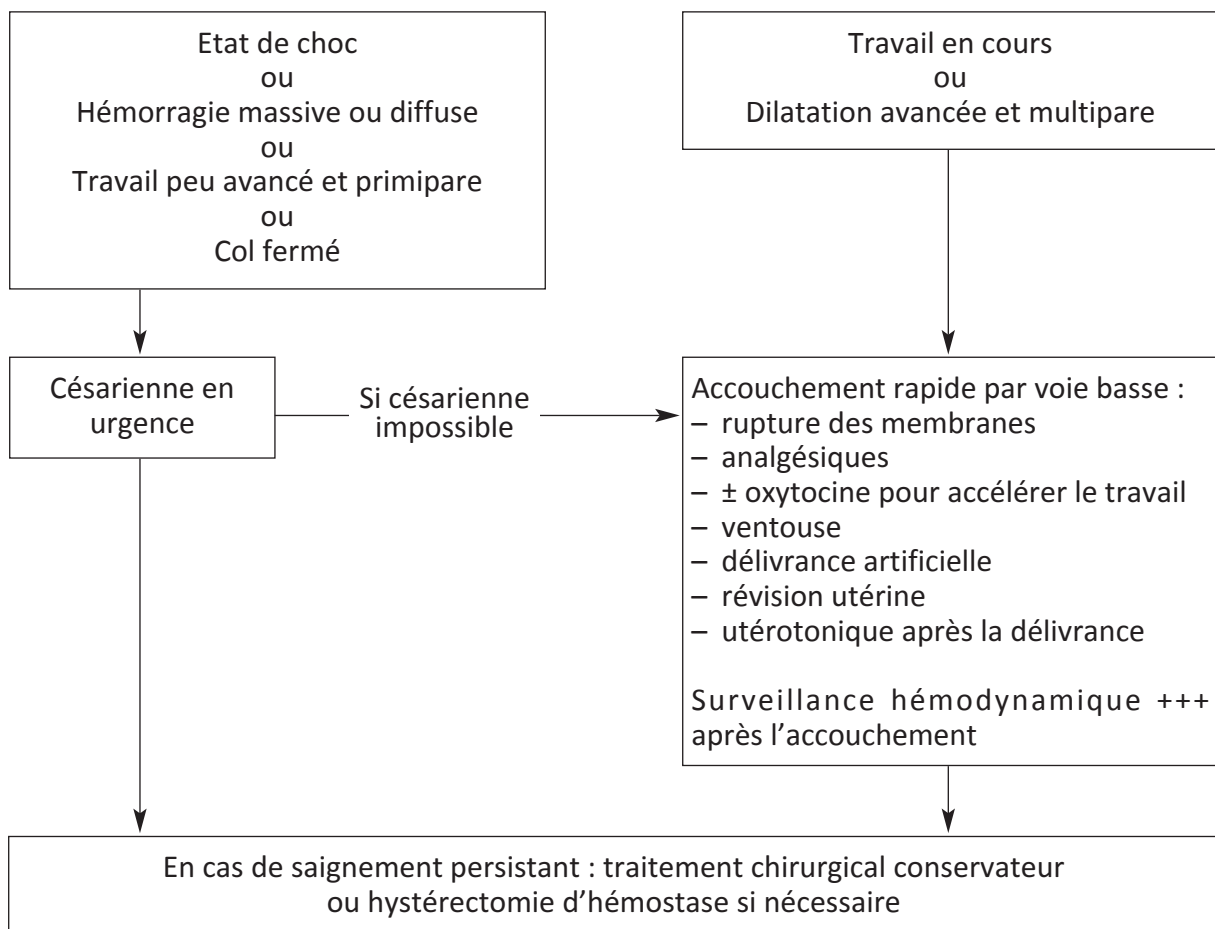 Etat de choc
ou
Hémorragie massive ou diffuse
ou
Travail peu avancé et primipare
ou
Col fermé
Travail en cours
ou
Dilatation avancée et multipare
Césarienne en
urgence
Si césarienne
impossible
Accouchement rapide par voie basse :
– rupture des membranes
– analgésiques
– ± oxytocine pour accélérer le travail
– ventouse
– délivrance artificielle
– révision utérine
– utérotonique après la délivrance
Surveillance hémodynamique +++
après l’accouchement
En cas de saignement persistant : traitement chirurgical conservateur
ou hystérectomie d’hémostase si nécessaire